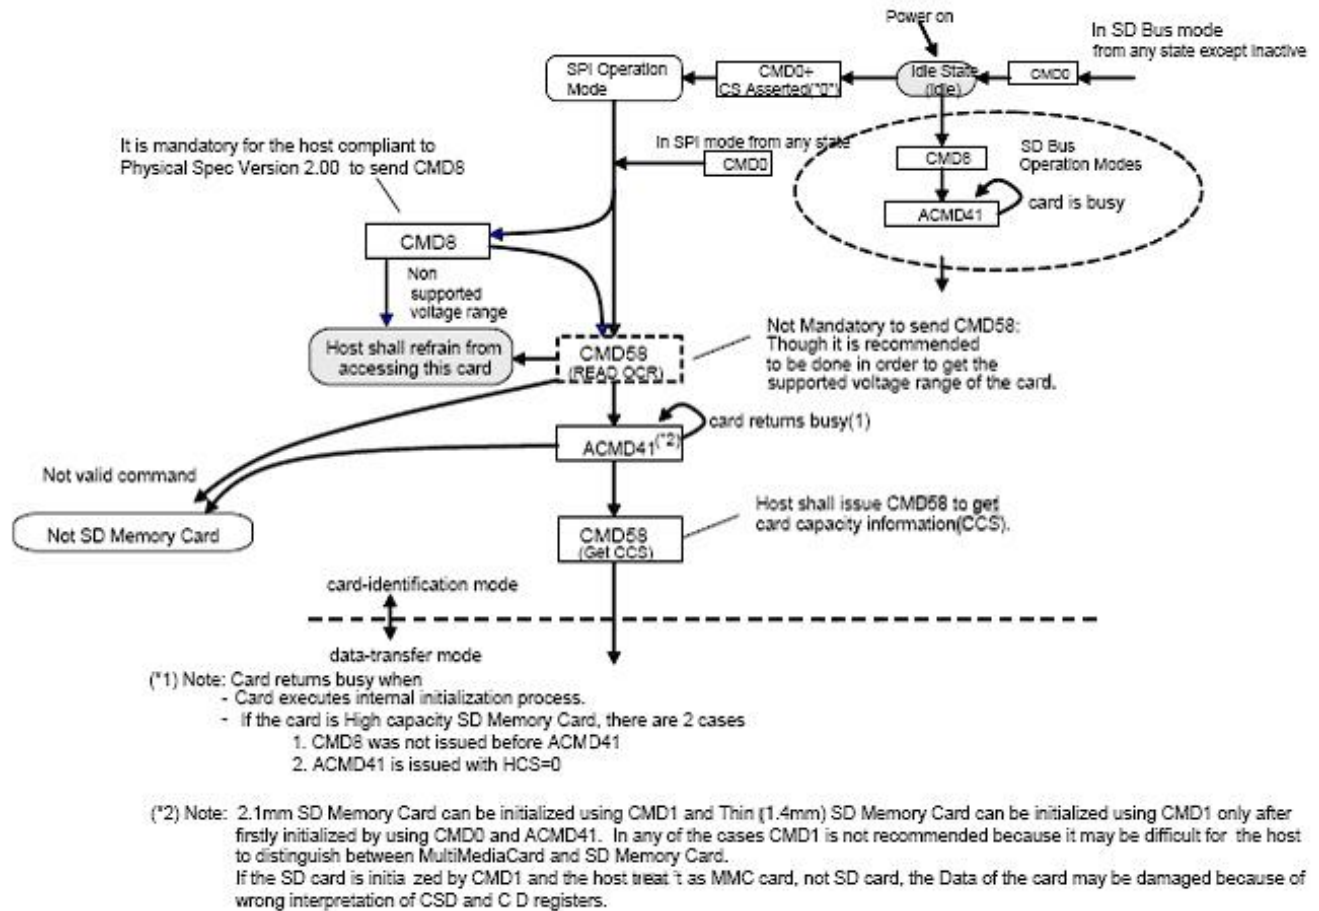 Power on
In SD Bus mode
from any state except inactive
SPI Operation
Mode
CMD0+
CS Asserted("0")
Idle State
(Idle)
CMD0
It is mandatory for the host compliant to
Physical Spec Version 2.00 to send CMD8
In SPI mode from any state
CMD0
CMD8
SD Bus
Operation Modes
ACMD41
card is busy
CMD8
Non
supported
voltage range
Not Mandatory to send CMD58:
Though it is recommended
to be done in order to get the
supported voltage range of the card.
Host shall refrain from
accessing this card
CMD58
(READ OCR)
card returns busy(1)
ACMD41(*2)
Not valid command
Host shall issue CMD58 to get
card capacity information(CCS).
Not SD Memory Card
CMD58
(Get CCS)
card-identification mode
data-transfer mode
(*1) Note: Card returns busy when
- Card executes internal initialization process.
- If the card is High capacity SD Memory Card, there are 2 cases
1. CMD8 was not issued before ACMD41
2. ACMD41 is issued with HCS=0
(*2) Note: 2.1mm SD Memory Card can be initialized using CMD1 and Thin (1.4mm) SD Memory Card can be initialized using CMD1 only after
firstly initialized by using CMD0 and ACMD41. In any of the cases CMD1 is not recommended because it may be difficult for the host
to distinguish between MultiMediaCard and SD Memory Card.
If the SD card is initia zed by CMD1 and the host treat t as MMC card, not SD card, the Data of the card may be damaged because of
wrong interpretation of CSD and C D registers.